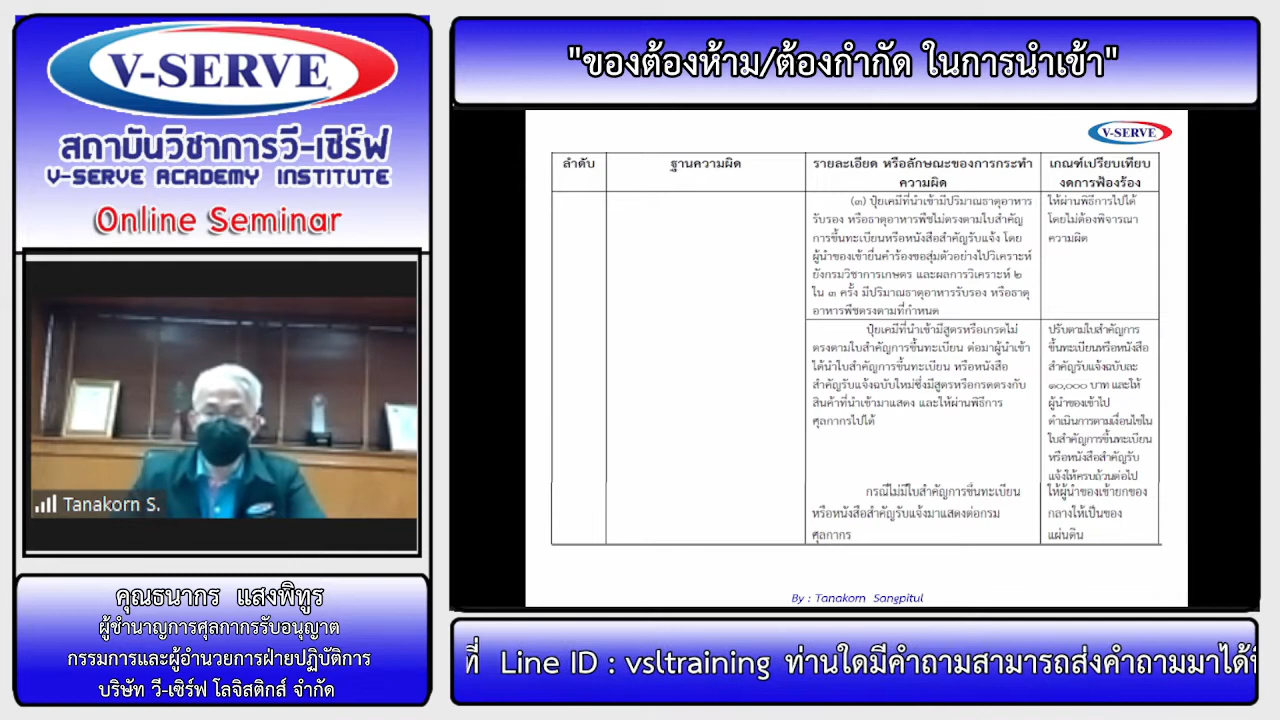 V-SERVE
สถาบันวิชาการวี-เซิร์ฟ
V-SERVE ACADEMY INSTITUTE
Online Seminar
Tanakorn S.
คุณธนากร แสงพิทูร
ผู้ชำนาญการศุลกากรรับอนุญาต
กรรมการและผู้อำนวยการฝ่ายปฏิบัติการ
บริษัท วี-เซิร์ฟ โลจิสติกส์ จำกัด
"ของต้องห้าม/ต้องกำกัด ในการนำเข้า"
V-SERVE
ลำดับ
ฐานความผิด
รายละเอียด หรือลักษณะของการกระทำ
ความผิด
เกณฑ์เปรียบเทียบ
งดการฟ้องร้อง
(๓) ปุ๋ยเคมีที่นำเข้ามีปริมาณธาตุอาหาร
รับรอง หรือธาตุอาหารพืชไม่ตรงตามใบสำคัญ
การขึ้นทะเบียนหรือหนังสือสำคัญรับแจ้ง โดย
ผู้นำของเข้ายื่นคำร้องขอสุ่มตัวอย่างไปวิเคราะห์
ยังกรมวิชาการเกษตร และผลการวิเคราะห์ ๒
ใน ๓ ครั้ง มีปริมาณธาตุอาหารรับรอง หรือธาตุ
อาหารพืชตรงตามที่กำหนด
ให้ผ่านพิธีการไปได้
โดยไม่ต้องพิจารณา
ความผิด
ปุ๋ยเคมีที่นำเข้ามีสูตรหรือเกรดไม่
ตรงตามใบสำคัญการขึ้นทะเบียน ต่อมาผู้นำเข้า
ได้นำใบสำคัญการขึ้นทะเบียน หรือหนังสือ
สำคัญรับแจ้งฉบับใหม่ซึ่งมีสูตรหรือเกรดตรงกับ
สินค้าที่นำเข้ามาแสดง และให้ผ่านพิธีการ
ศุลกากรไปได้
ปรับตามใบสำคัญการ
ขึ้นทะเบียนหรือหนังสือ
สำคัญรับแจ้งฉบับละ
๑๐,๐๐๐ บาท และให้
ผู้นำของเข้าไป
ดำเนินการตามเงื่อนไขใน
ใบสำคัญการขึ้นทะเบียน
หรือหนังสือสำคัญรับ
แจ้งให้ครบถ้วนต่อไป
กรณีไม่มีใบสำคัญการขึ้นทะเบียน
หรือหนังสือสำคัญรับแจ้งมาแสดงต่อกรม
ศุลกากร
ให้ผู้นำของเข้ายกของ
กลางให้เป็นของ
แผ่นดิน
By : Tanakorn Sangpitul
ที่ Line ID : vsltraining ท่านใดมีคำถามสามารถส่งคำถามมาได้